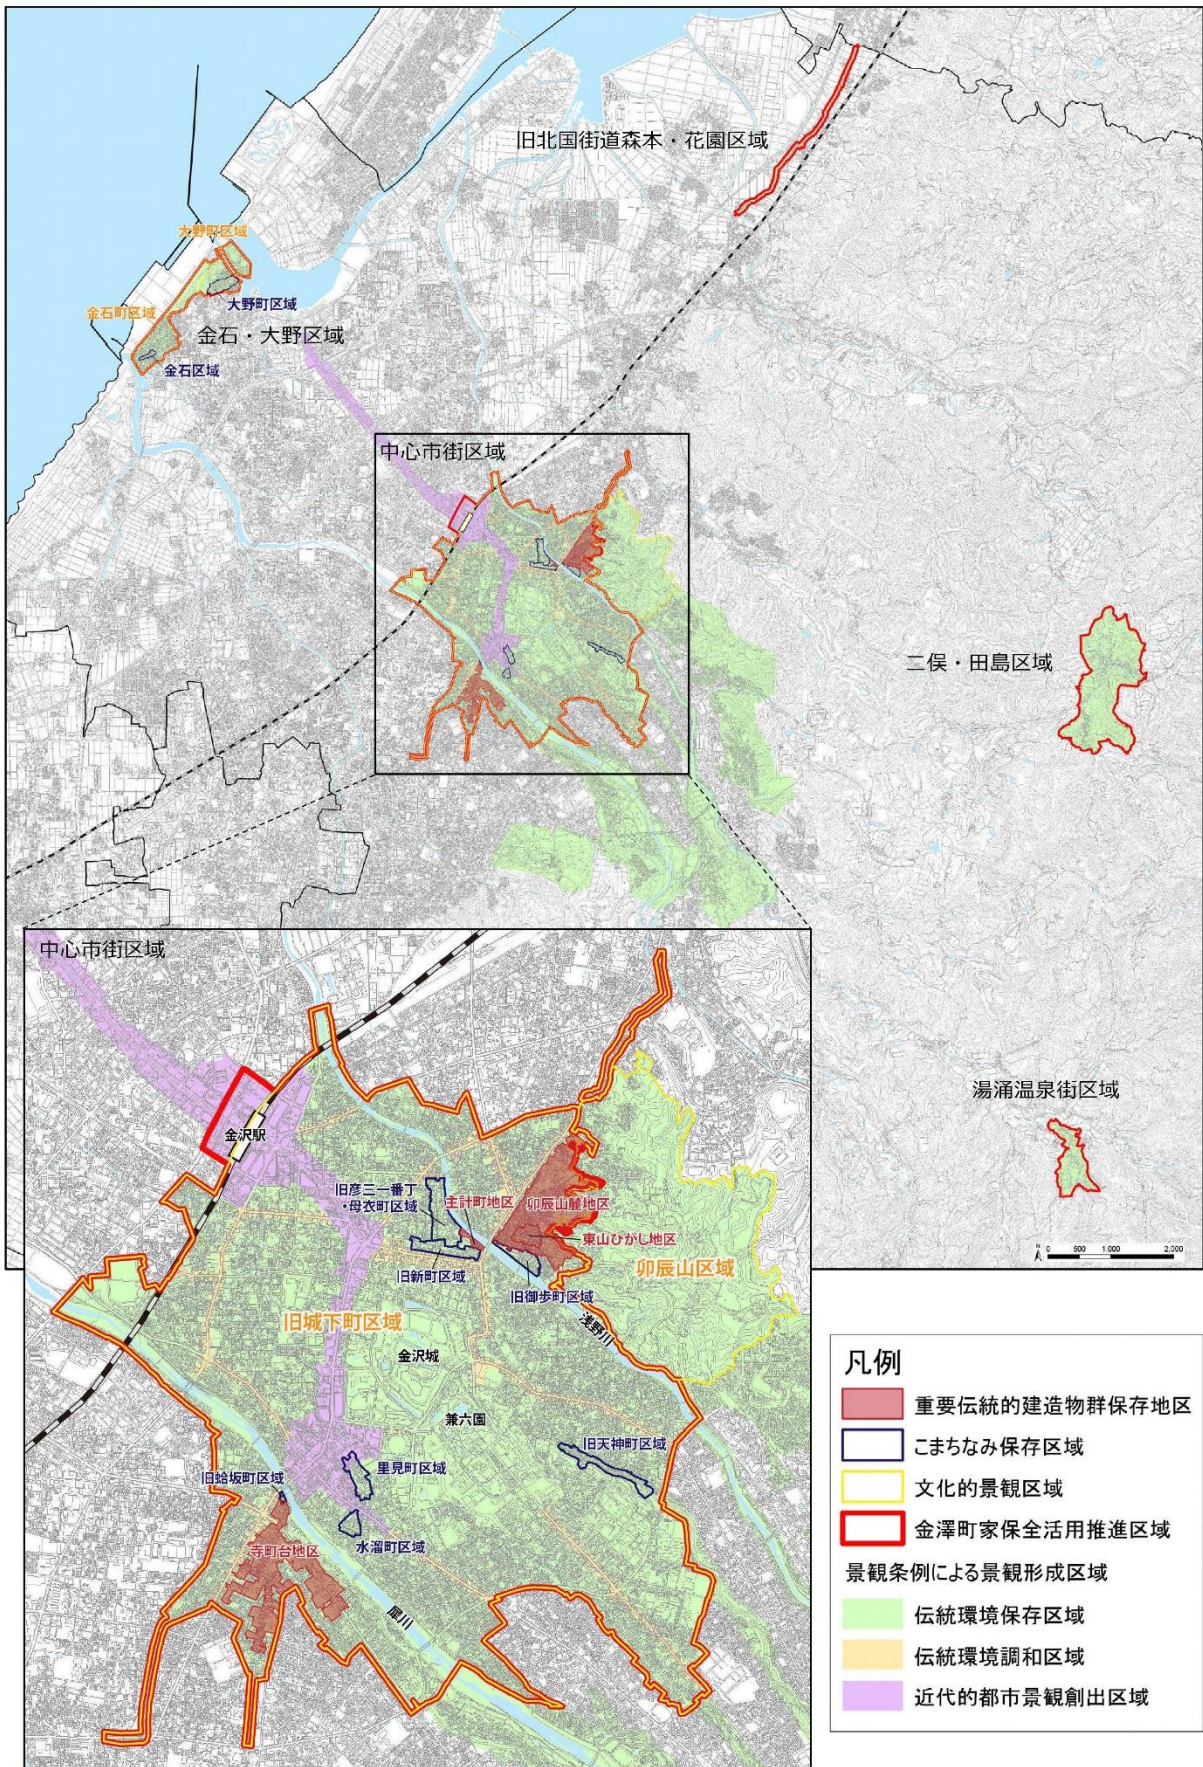 旧北国街道森本・花園区域
大野町区域
大野町区域
金石町区域
金石・大野区域
金石区域
中心市街区域
二俣・田島区域
湯涌温泉街区域
N
0 500 1,000 2,000
中心市街区域
金沢駅
旧彦三一番丁
・母衣町区域
主計町地区
卯辰山麓地区
東山ひがし地区
旧新町区域
旧御歩町区域
卯辰山区域
浅野川
旧城下町区域
金沢城
兼六園
旧天神町区域
里見町区域
旧蛤坂町区域
水溜町区域
寺町台地区
犀川
凡例
重要伝統的建造物群保存地区
こまちなみ保存区域
文化的景観区域
金澤町家保全活用推進区域
景観条例による景観形成区域
伝統環境保存区域
伝統環境調和区域
近代的都市景観創出区域